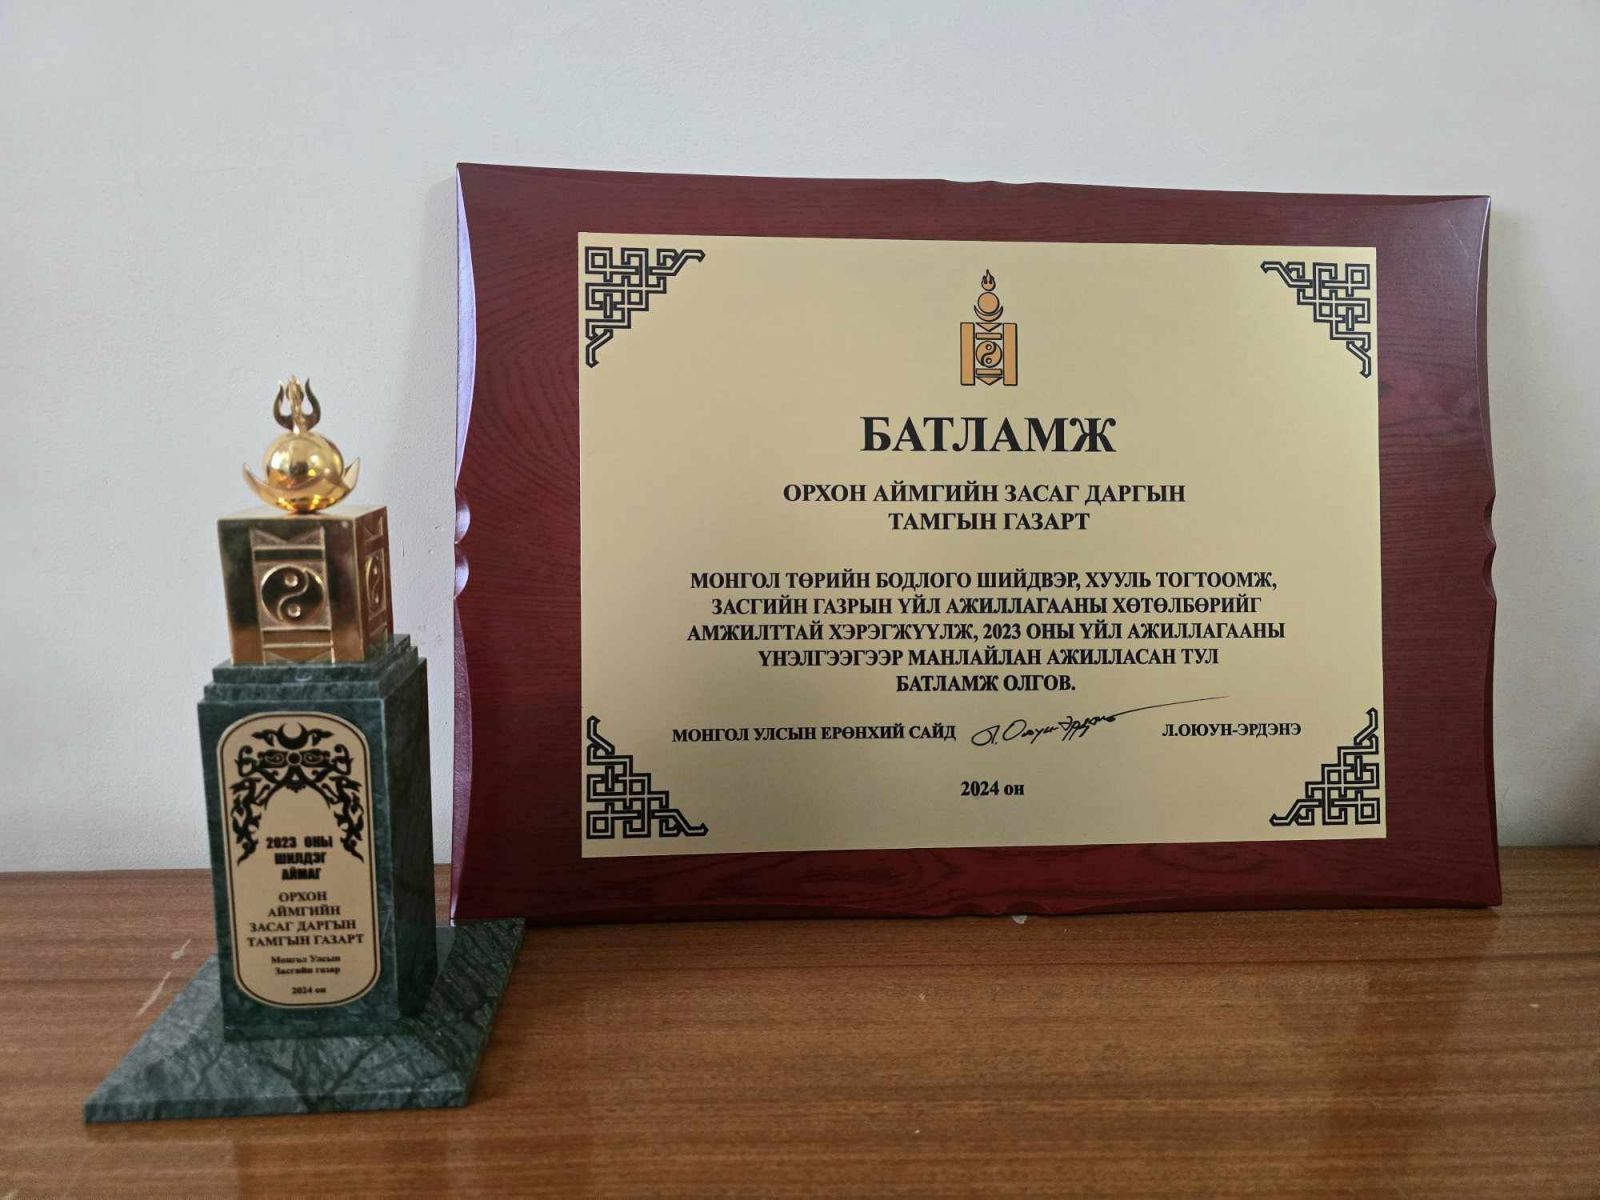 БАТЛАМЖ
ОРХОН АЙМГИЙН ЗАСАГ ДАРГЫН
ТАМГЫН ГАЗАРТ
МОНГОЛ ТӨРИЙН БОДЛОГО ШИЙДВЭР, ХУУЛЬ ТОГТООМЖ,
ЗАСГИЙН ГАЗРЫН ҮЙЛ АЖИЛЛАГААНЫ ХӨТӨЛБӨРИЙГ
АМЖИЛТТАЙ ХЭРЭГЖҮҮЛЖ, 2023 ОНЫ ҮЙЛ АЖИЛЛАГААНЫ
ҮНЭЛГЭЭГЭЭР МАНЛАЙЛАН АЖИЛЛАСАН ТУЛ
БАТЛАМЖ ОЛГОВ.
МОНГОЛ УЛСЫН ЕРӨНХИЙ САЙД Л.Оюун-Эрдэнэ Л.ОЮУН-ЭРДЭНЭ
2024 он
2023 ОНЫ
ШИЛДЭГ
АЙМАГ
ОРХОН
АЙМГИЙН
ЗАСАГ ДАРГЫН
ТАМГЫН ГАЗАРТ
Монгол Улсын
Засгийн газар
2024 он